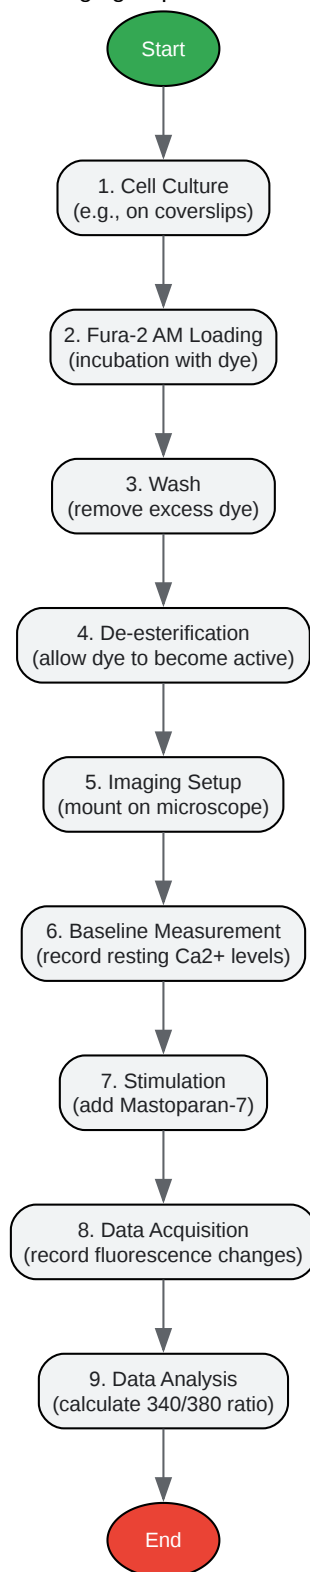 Start
1. Cell Culture
(e.g., on coverslips)
2. Fura-2 AM Loading
(incubation with dye)
3. Wash
(remove excess dye)
4. De-esterification
(allow dye to become active)
5. Imaging Setup
(mount on microscope)
6. Baseline Measurement
(record resting Ca2+ levels)
7. Stimulation
(add Mastoparan-7)
8. Data Acquisition
(record fluorescence changes)
9. Data Analysis
(calculate 340/380 ratio)
End